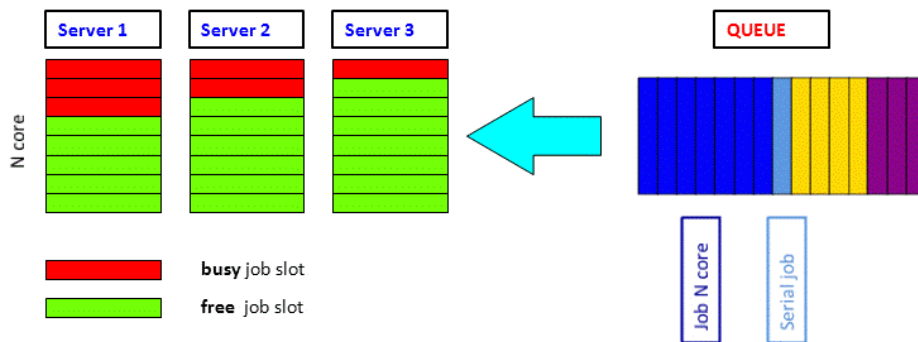 Server 1
Server 2
Server 3
QUEUE
N core
busy job slot
free job slot
Job N core
Serial job